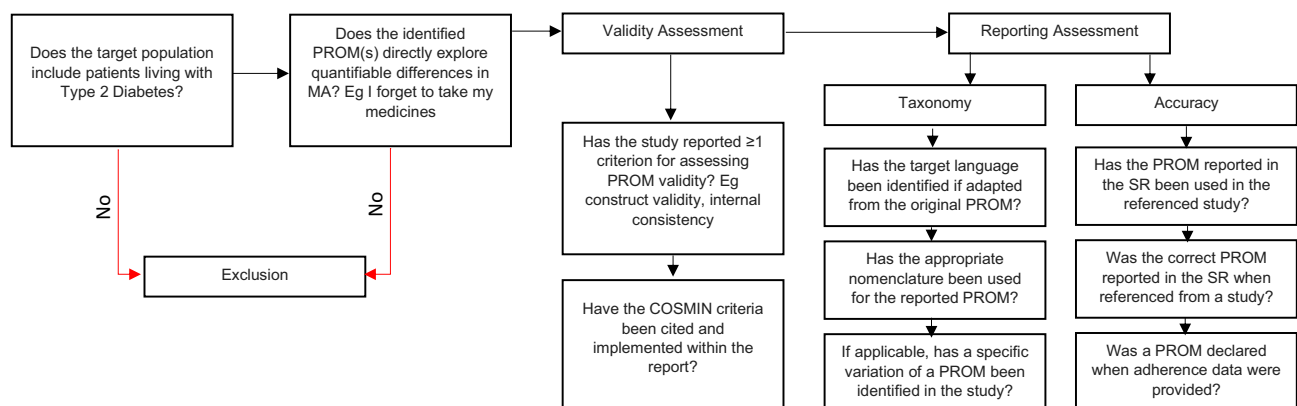 Does the target population
include patients living with
Type 2 Diabetes?
Does the identified
PROM(s) directly explore
quantifiable differences in
MA? Eg I forget to take my
medicines
No
No
Exclusion
Validity Assessment
Has the study reported ≥1
criterion for assessing
PROM validity? Eg
construct validity, internal
consistency
Have the COSMIN criteria
been cited and
implemented within the
report?
Reporting Assessment
Taxonomy
Has the target language
been identified if adapted
from the original PROM?
Has the appropriate
nomenclature been used
for the reported PROM?
If applicable, has a specific
variation of a PROM been
identified in the study?
Accuracy
Has the PROM reported in
the SR been used in the
referenced study?
Was the correct PROM
reported in the SR when
referenced from a study?
Was a PROM declared
when adherence data were
provided?